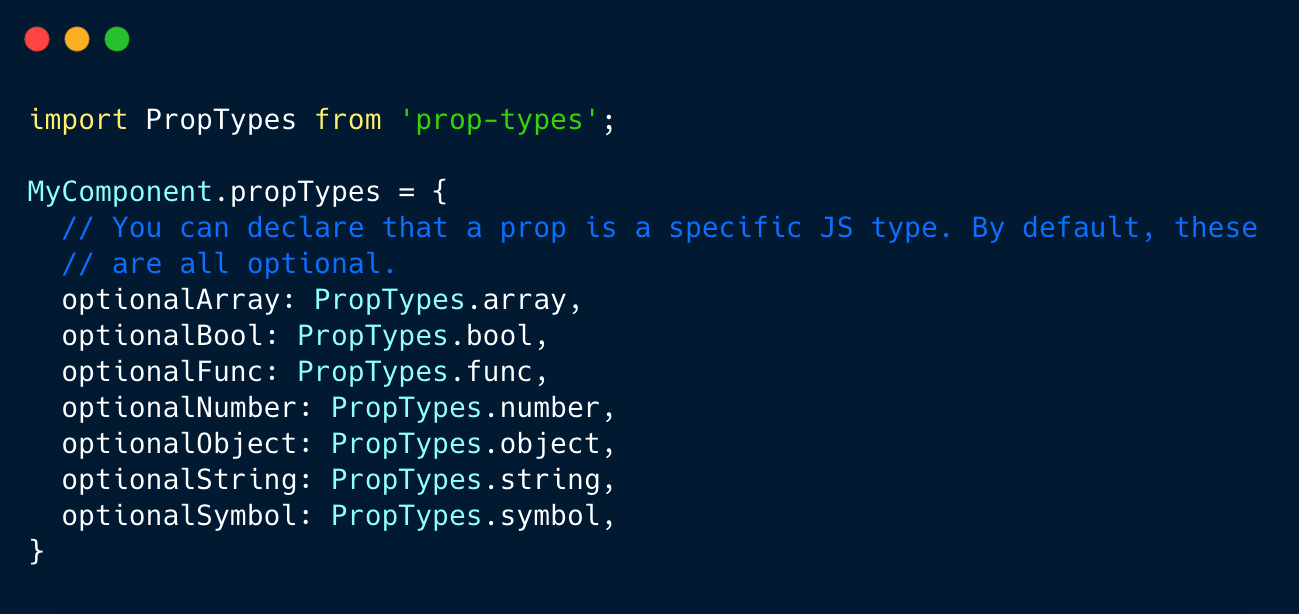 import PropTypes from 'prop-types';

MyComponent.propTypes = {
  // You can declare that a prop is a specific JS type. By default, these
  // are all optional.
  optionalArray: PropTypes.array,
  optionalBool: PropTypes.bool,
  optionalFunc: PropTypes.func,
  optionalNumber: PropTypes.number,
  optionalObject: PropTypes.object,
  optionalString: PropTypes.string,
  optionalSymbol: PropTypes.symbol,
}